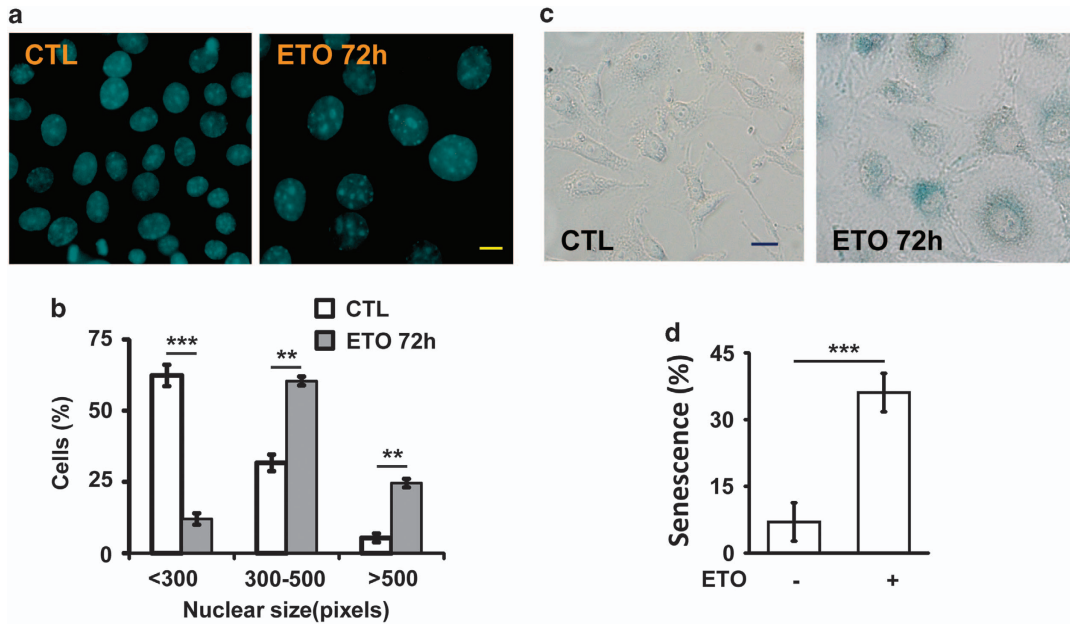 a
CTL
ETO 72h
b
CTL
ETO 72h
75
50
25
0
Cells (%)
***
**
**
<300
300-500
>500
Nuclear size(pixels)
c
CTL
ETO 72h
d
45
30
15
0
Senescence (%)
***
ETO - +